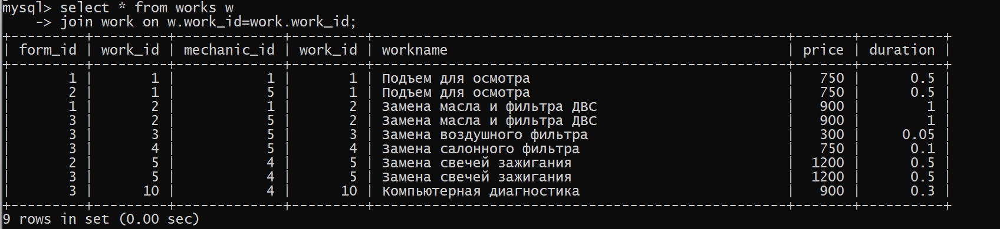 mysql> select * from works w
    -> join work on w.work_id=work.work_id;
+---------+---------+-------------+---------+--------------------------------------------------+-------+----------+
| form_id | work_id | mechanic_id | work_id | workname                                         | price | duration |
+---------+---------+-------------+---------+--------------------------------------------------+-------+----------+
|       1 |       1 |           1 |       1 | Подъем для осмотра                               |   750 |      0.5 |
|       2 |       1 |           5 |       1 | Подъем для осмотра                               |   750 |      0.5 |
|       1 |       2 |           1 |       2 | Замена масла и фильтра ДВС                       |   900 |        1 |
|       3 |       2 |           5 |       2 | Замена масла и фильтра ДВС                       |   900 |        1 |
|       3 |       3 |           5 |       3 | Замена воздушного фильтра                        |   300 |     0.05 |
|       3 |       4 |           5 |       4 | Замена салонного фильтра                         |   750 |      0.1 |
|       2 |       5 |           4 |       5 | Замена свечей зажигания                          |  1200 |      0.5 |
|       3 |       5 |           4 |       5 | Замена свечей зажигания                          |  1200 |      0.5 |
|       3 |      10 |           4 |      10 | Компьютерная диагностика                         |   900 |      0.3 |
+---------+---------+-------------+---------+--------------------------------------------------+-------+----------+
9 rows in set (0.00 sec)